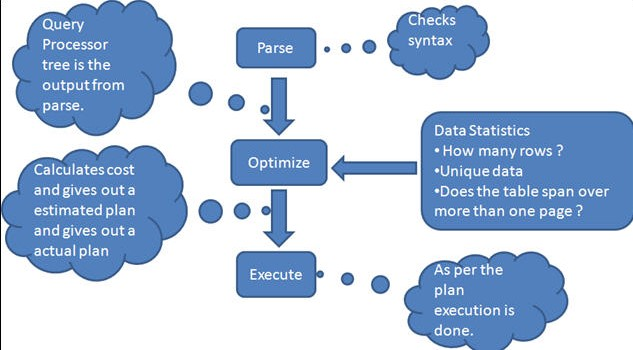 Query
Processor
tree is the
output from
parse.
Parse
Checks
syntax
Optimize
Data Statistics
• How many rows ?
•Unique data
•Does the table span over
more than one page ?
Calculates cost
and gives out a
estimated plan
and gives out a
actual plan
Execute
As per the
plan
execution is
done.